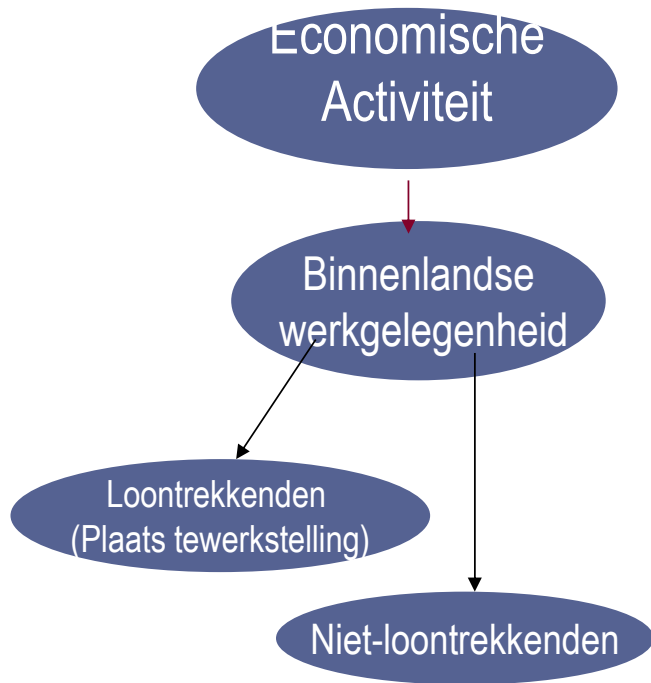 Economische
Activiteit
Binnenlandse
werkgelegenheid
Loontrekkenden
(Plaats tewerkstelling)
Niet-loontrekkenden